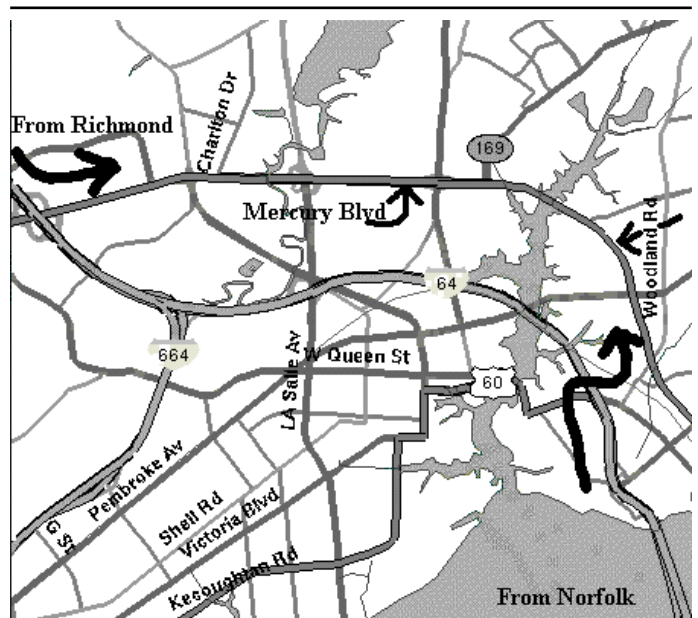 Charlton Dr
From Richmond
169
Mercury Blvd
Woodland Rd
64
664
LA Salle Av
W Queen St
60
Pembroke Av
G St
Shell Rd
Victoria Blvd
Kecoughtan Rd
From Norfolk